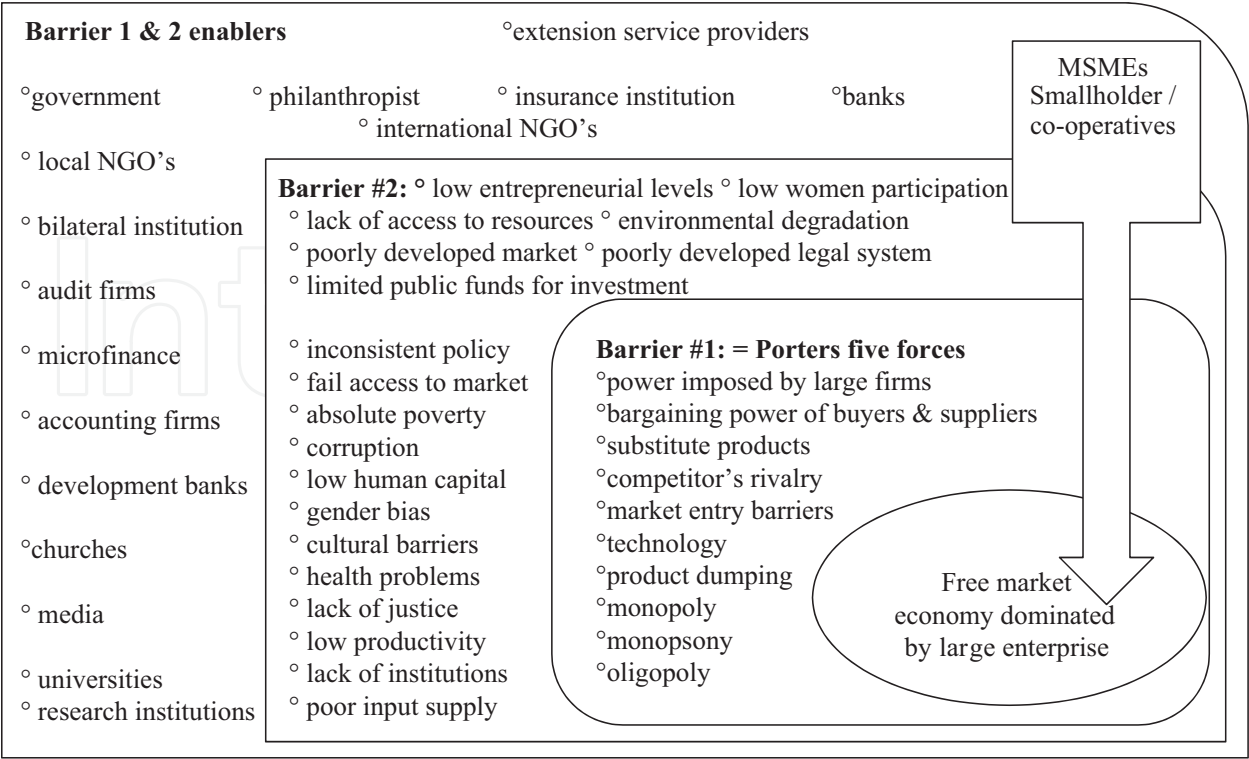 Barrier 1 & 2 enablers
°extension service providers
°government ° philanthropist ° insurance institution °banks
° international NGO's
MSMEs
Smallholder /
co-operatives
° local NGO's
° bilateral institution
° audit firms
° microfinance
° accounting firms
° development banks
°churches
° media
° universities
° research institutions
Barrier #2: ° low entrepreneurial levels ° low women participation
° lack of access to resources ° environmental degradation
° poorly developed market ° poorly developed legal system
° limited public funds for investment
° inconsistent policy
° fail access to market
° absolute poverty
° corruption
° low human capital
° gender bias
° cultural barriers
° health problems
° lack of justice
° low productivity
° lack of institutions
° poor input supply
Barrier #1: = Porters five forces
°power imposed by large firms
°bargaining power of buyers & suppliers
°substitute products
°competitor's rivalry
°market entry barriers
°technology
°product dumping
°monopoly
°monopsony
°oligopoly
Free market
economy dominated
by large enterprise